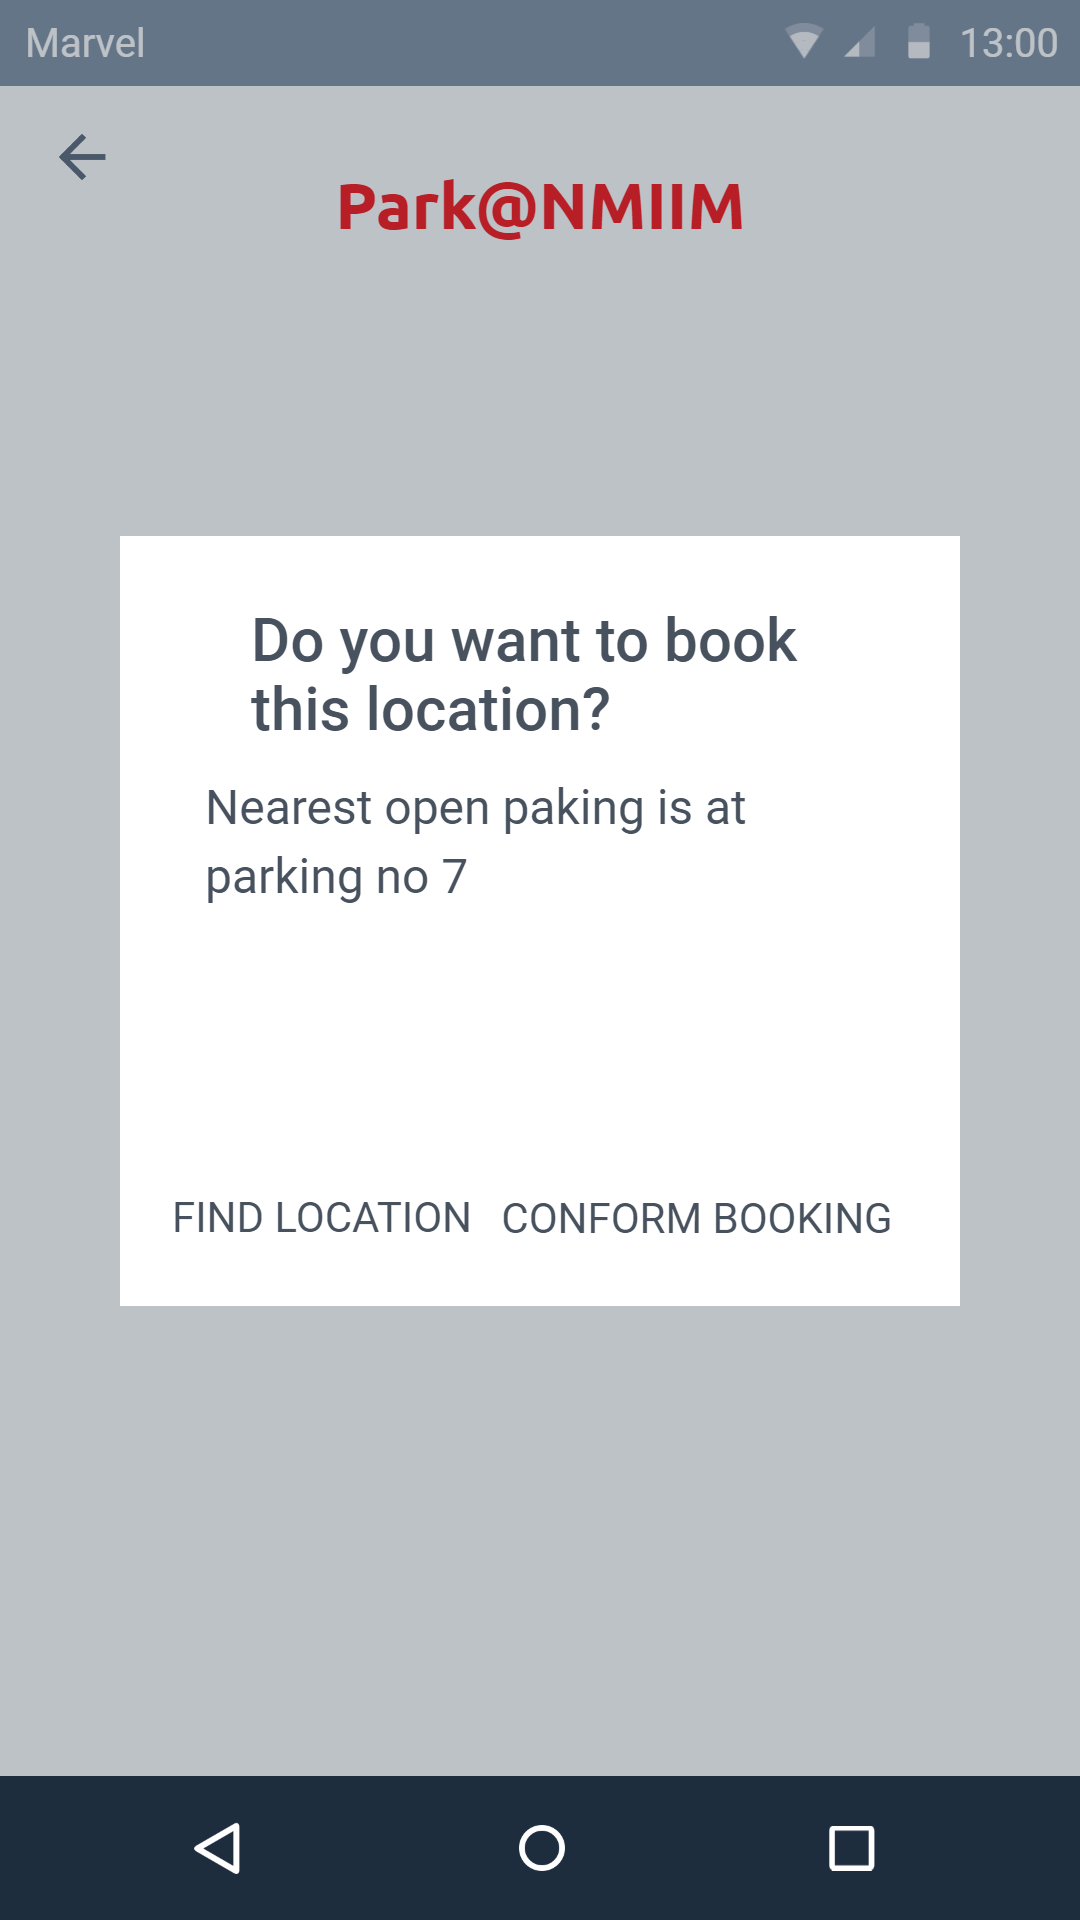 Marvel 13:00
Park@NMIIM
Do you want to book
this location?
Nearest open paking is at
parking no 7
FIND LOCATION CONFORM BOOKING